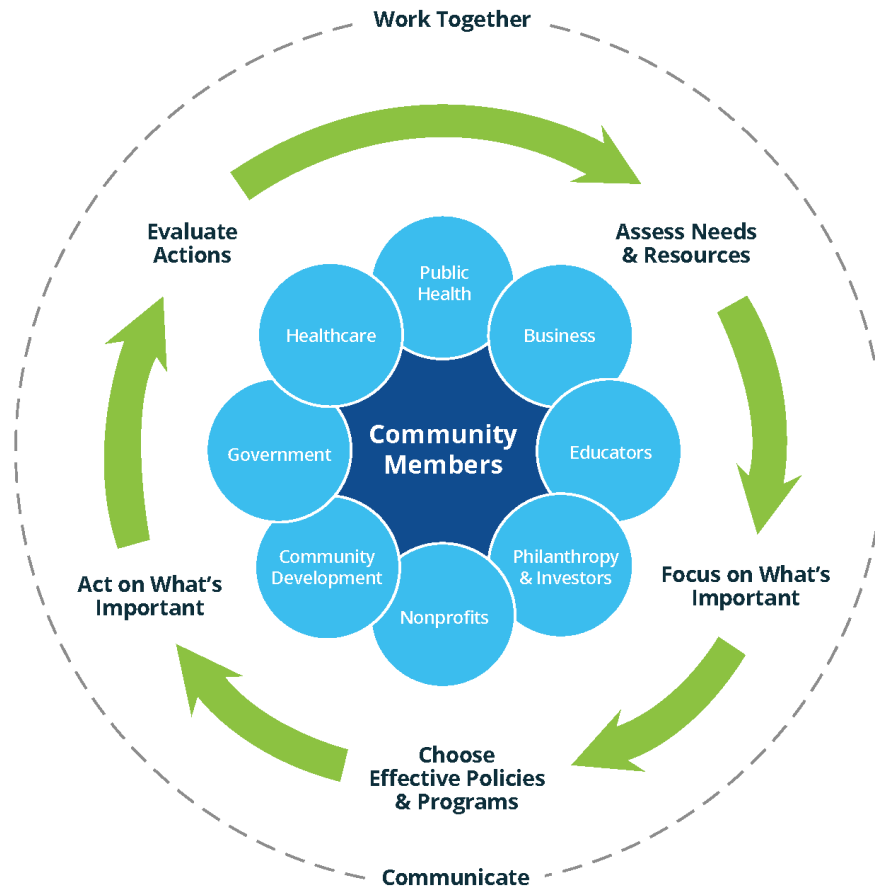 Work Together
Evaluate
Actions
Assess Needs
& Resources
Public
Health
Healthcare
Business
Community
Members
Government
Educators
Community
Development
Philanthropy
& Investors
Nonprofits
Act on What’s
Important
Focus on What’s
Important
Choose
Effective Policies
& Programs
Communicate